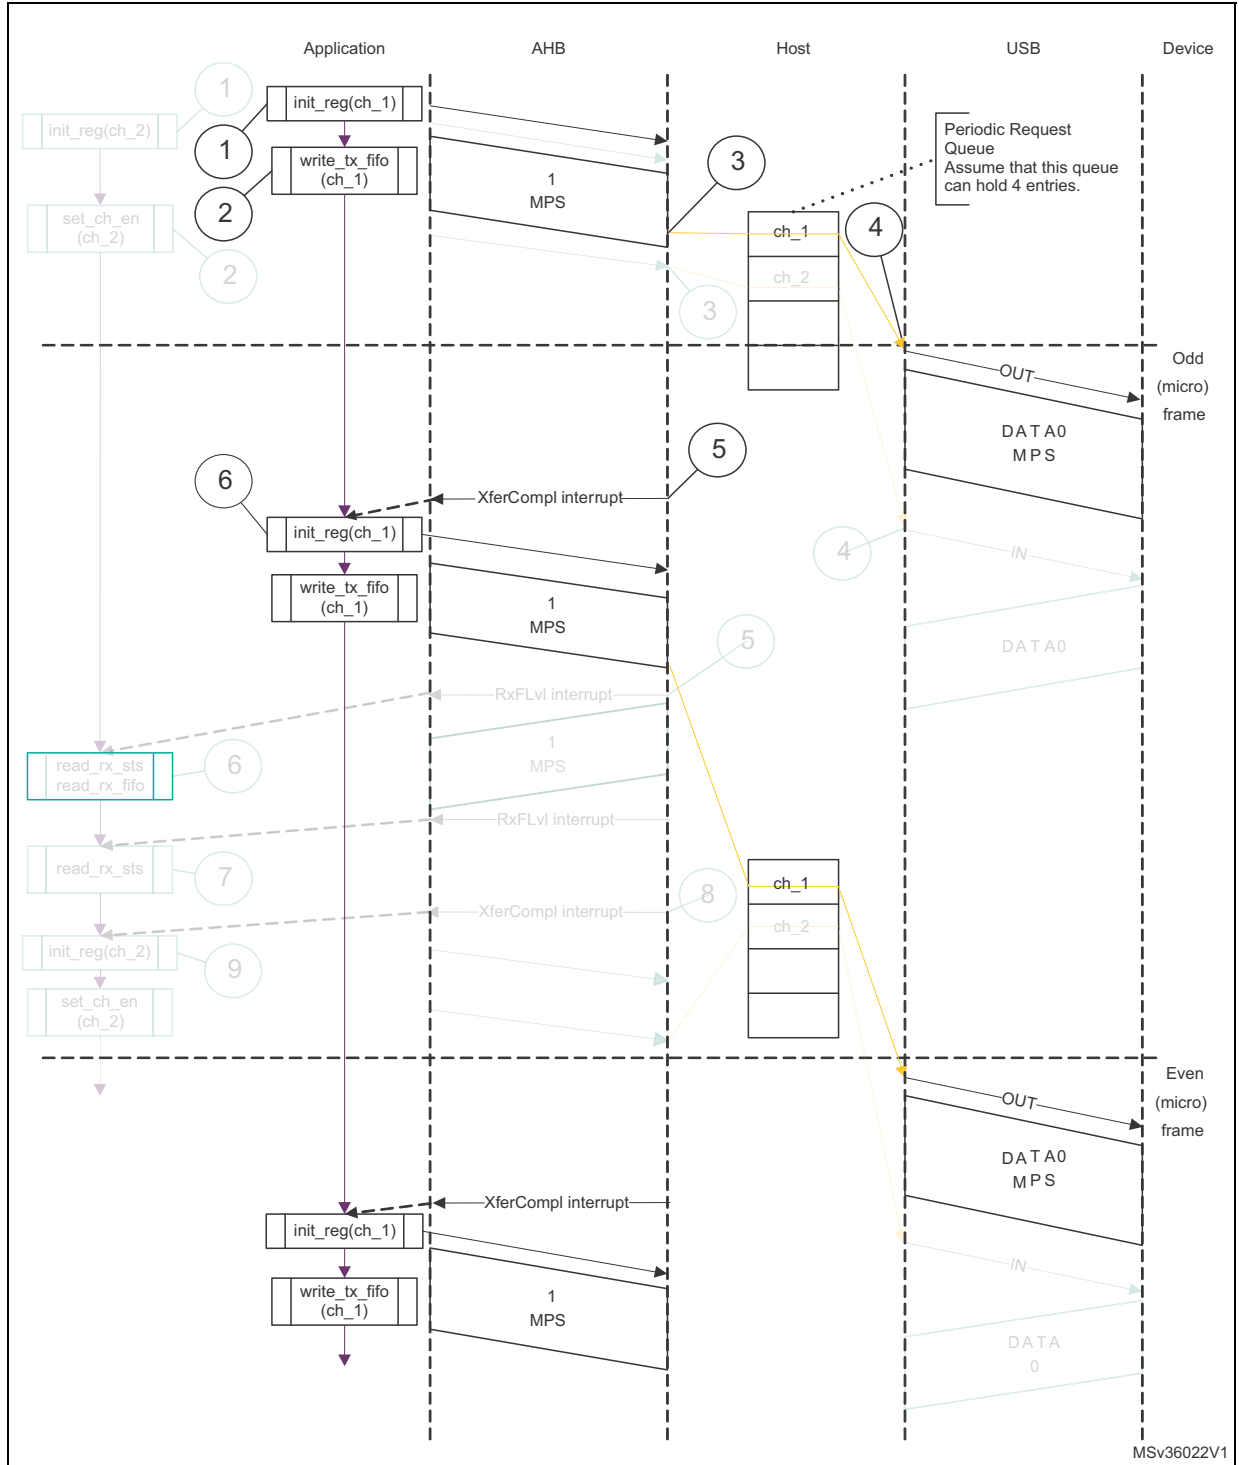 Application
AHB
Host
USB
Device
1
init_reg(ch_1)
init_reg(ch_2)
1
write_tx_fifo
(ch_1)
2
1
MPS
3
Periodic Request
Queue
Assume that this queue
can hold 4 entries.
set_ch_en
(ch_2)
2
ch_1
4
ch_2
3
Odd
(micro)
frame
OUT
DATA0
MPS
5
6
XferCompl interrupt
init_reg(ch_1)
4
IN
write_tx_fifo
(ch_1)
1
MPS
5
DATA0
RxFLvl interrupt
read_rx_sts
read_rx_fifo
6
1
MPS
RxFLvl interrupt
read_rx_sts
7
8
ch_1
XferCompl interrupt
ch_2
init_reg(ch_2)
9
set_ch_en
(ch_2)
Even
(micro)
frame
OUT
DATA0
MPS
XferCompl interrupt
init_reg(ch_1)
IN
write_tx_fifo
(ch_1)
1
MPS
DATA
0
MSv36022V1